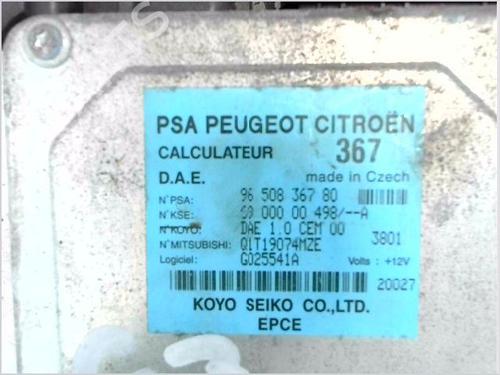 PSA PEUGEOT CITROËN
CALCULATEUR 367
D.A.E. made in Czech
N°PSA: 96 508 367 80
N°KSE: 00 000 00 498/--A
N°KOYO: DAE 1.0 CEM 00
N°MITSUBISHI: Q1T19074MZE 3801
Logiciel: G025541A Volts : +12V
20027
KOYO SEIKO CO.,LTD.
EPCE